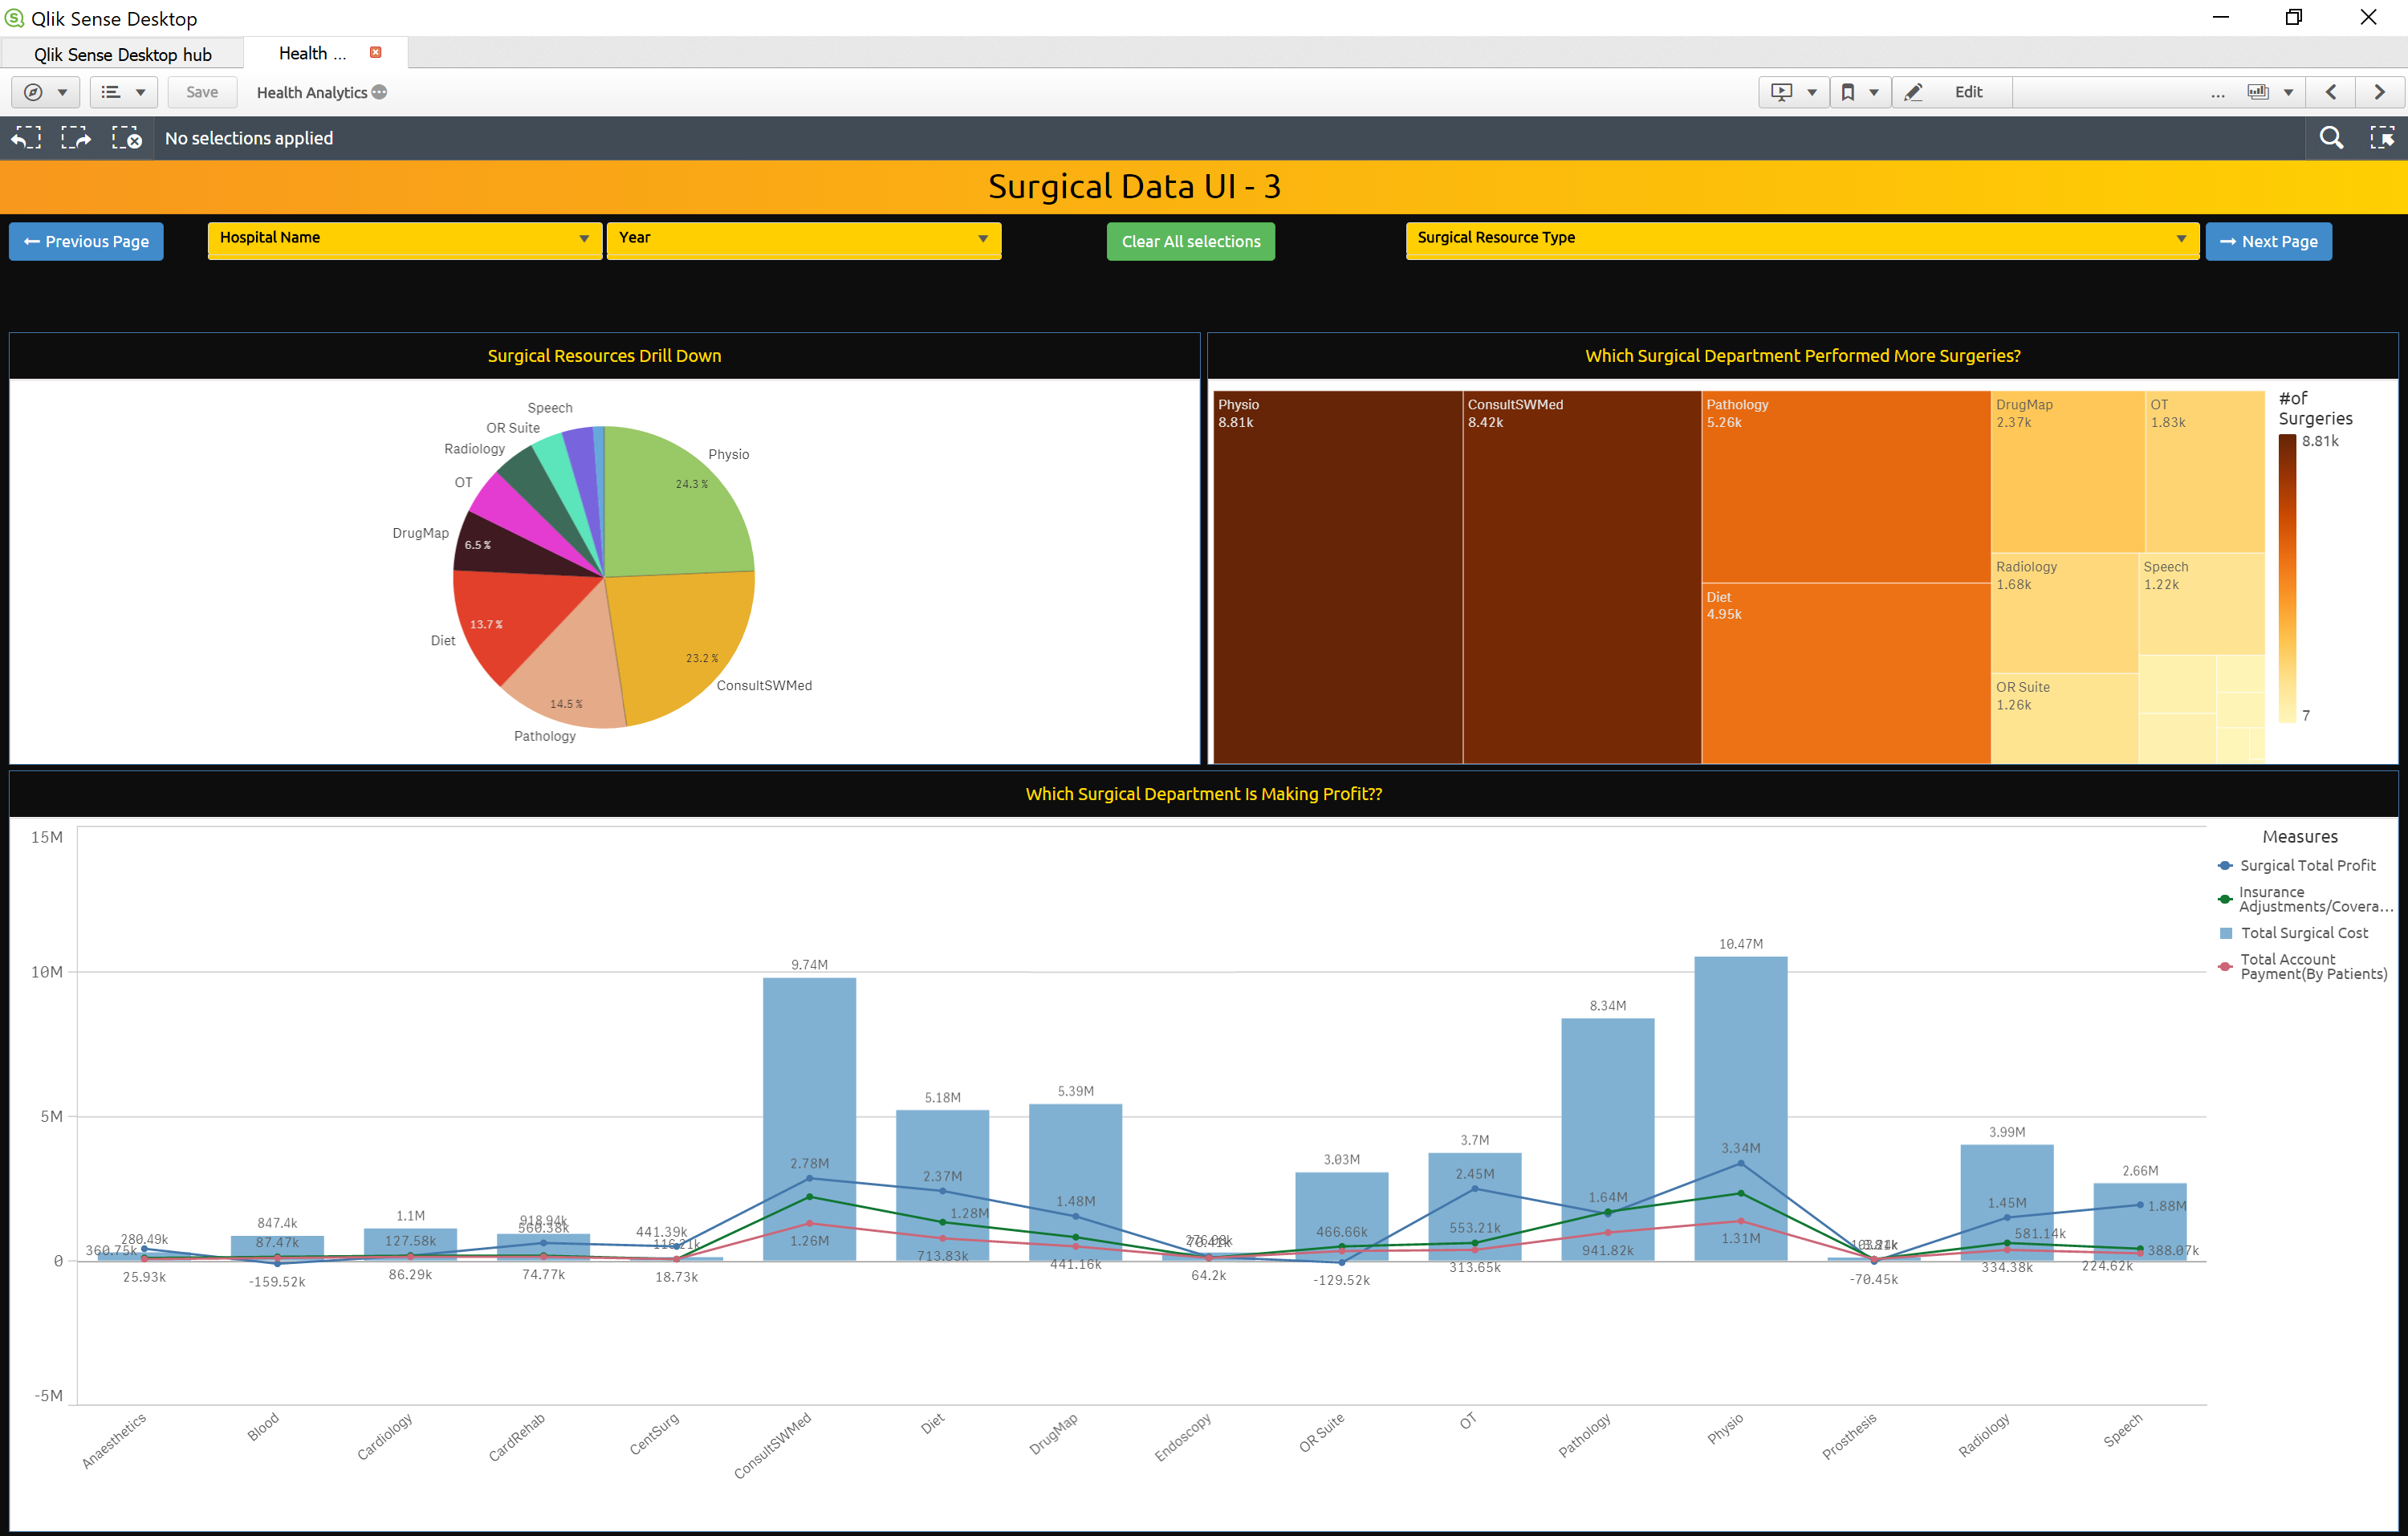 Qlik Sense Desktop
Qlik Sense Desktop hub
Health ...
Save
Health Analytics
Edit
...
No selections applied
Surgical Data UI - 3
Previous Page
Hospital Name
Year
Clear All selections
Surgical Resource Type
Next Page
Surgical Resources Drill Down
Speech
OR Suite
Radiology
OT
DrugMap
Diet
Pathology
Physio
ConsultSWMed
24.3 %
23.2 %
14.5 %
13.7 %
6.5 %
Which Surgical Department Performed More Surgeries?
Physio
8.81k
ConsultSWMed
8.42k
Pathology
5.26k
Diet
4.95k
DrugMap
2.37k
OT
1.83k
Radiology
1.68k
Speech
1.22k
OR Suite
1.26k
#of
Surgeries
8.81k
7
Which Surgical Department Is Making Profit??
15M
10M
5M
0
-5M
280.49k
360.75k
25.93k
847.4k
87.47k
-159.52k
1.1M
127.58k
86.29k
918.94k
560.38k
74.77k
441.39k
18.73k
9.74M
2.78M
1.26M
5.18M
2.37M
1.28M
713.83k
5.39M
1.48M
441.16k
64.2k
3.03M
466.66k
-129.52k
3.7M
2.45M
553.21k
313.65k
8.34M
1.64M
941.82k
10.47M
3.34M
1.31M
-70.45k
3.99M
1.45M
581.14k
334.38k
2.66M
1.88M
388.07k
224.62k
Anaesthetics
Blood
Cardiology
CardRehab
CentSurg
ConsultSWMed
Diet
DrugMap
Endoscopy
OR Suite
OT
Pathology
Physio
Prosthesis
Radiology
Speech
Measures
Surgical Total Profit
Insurance
Adjustments/Covera...
Total Surgical Cost
Total Account
Payment(By Patients)